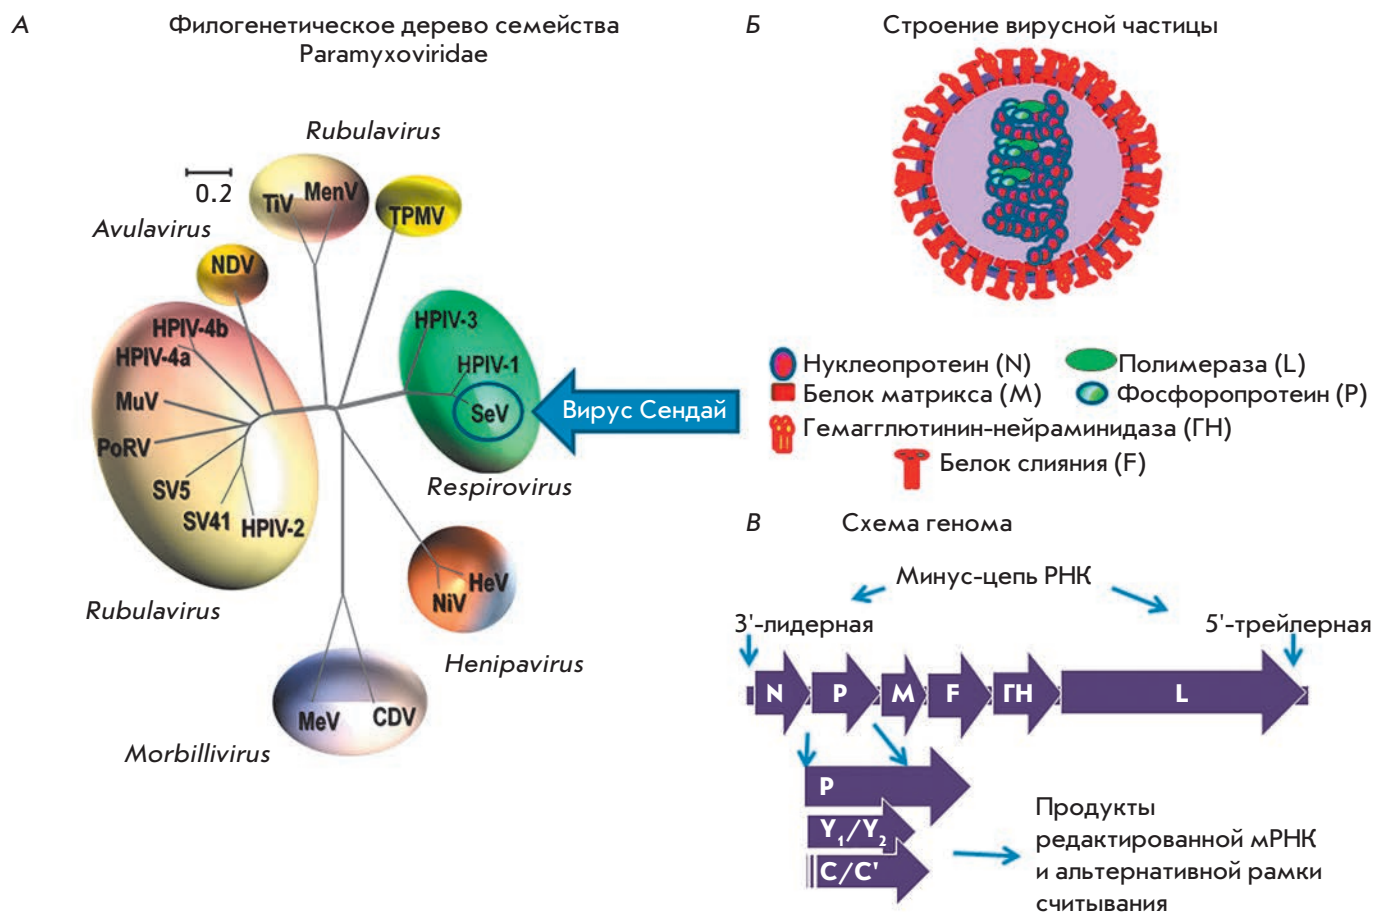 А
Филогенетическое дерево семейства
Paramyxoviridae
Rubulavirus
0.2
TiV
MenV
TPMV
Avulavirus
NDV
HPIV-4b
HPIV-4a
MuV
PoRV
SV5
SV41
HPIV-2
Rubulavirus
HPIV-3
HPIV-1
SeV
Вирус Сендай
Respirovirus
HeV
NiV
Henipavirus
MeV
CDV
Morbillivirus
Б
Строение вирусной частицы
Нуклеопротеин (N)
Полимераза (L)
Белок матрикса (M)
Фосфоропротеин (P)
Гемагглютинин-нейраминидаза (ГН)
Белок слияния (F)
В
Схема генома
Минус-цепь РНК
3'-лидерная
5'-трейлерная
N
P
M
F
ГН
L
P
Y1/Y2
C/C'
Продукты
редактированной мРНК
и альтернативной рамки
считывания